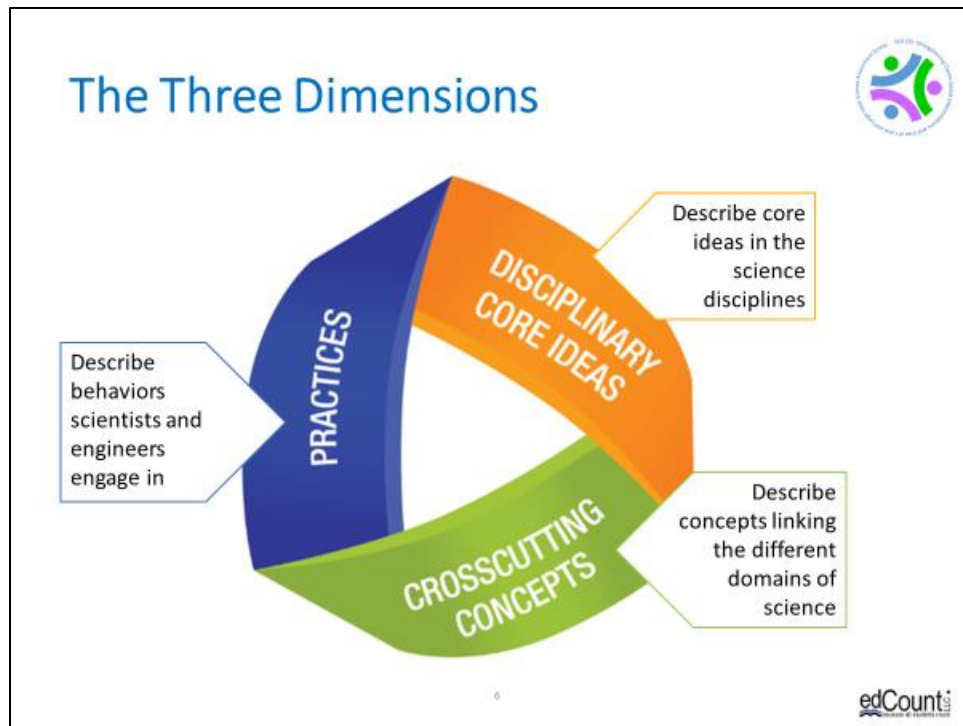 The Three Dimensions
DISCIPLINARY
CORE IDEAS
Describe core
ideas in the
science
disciplines
PRACTICES
Describe
behaviors
scientists and
engineers
engage in
CROSSCUTTING
CONCEPTS
Describe
concepts linking
the different
domains of
science
6
edCount LLC